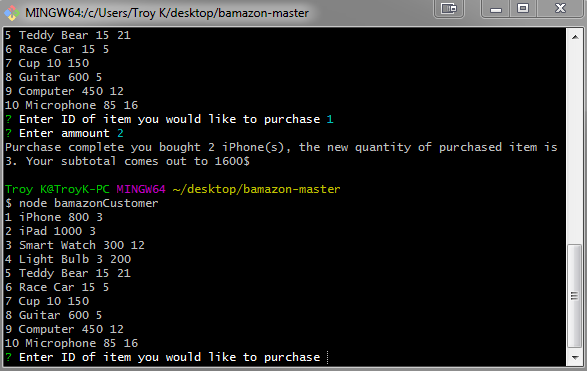 MINGW64:/c/Users/Troy K/desktop/bamazon-master
5 Teddy Bear 15 21
6 Race Car 15 5
7 Cup 10 150
8 Guitar 600 5
9 Computer 450 12
10 Microphone 85 16
? Enter ID of item you would like to purchase 1
? Enter ammount 2
Purchase complete you bought 2 iPhone(s), the new quantity of purchased item is
3. Your subtotal comes out to 1600$
Troy K@TroyK-PC MINGW64 ~/desktop/bamazon-master
$ node bamazonCustomer
1 iPhone 800 3
2 iPad 1000 3
3 Smart Watch 300 12
4 Light Bulb 3 200
5 Teddy Bear 15 21
6 Race Car 15 5
7 Cup 10 150
8 Guitar 600 5
9 Computer 450 12
10 Microphone 85 16
? Enter ID of item you would like to purchase